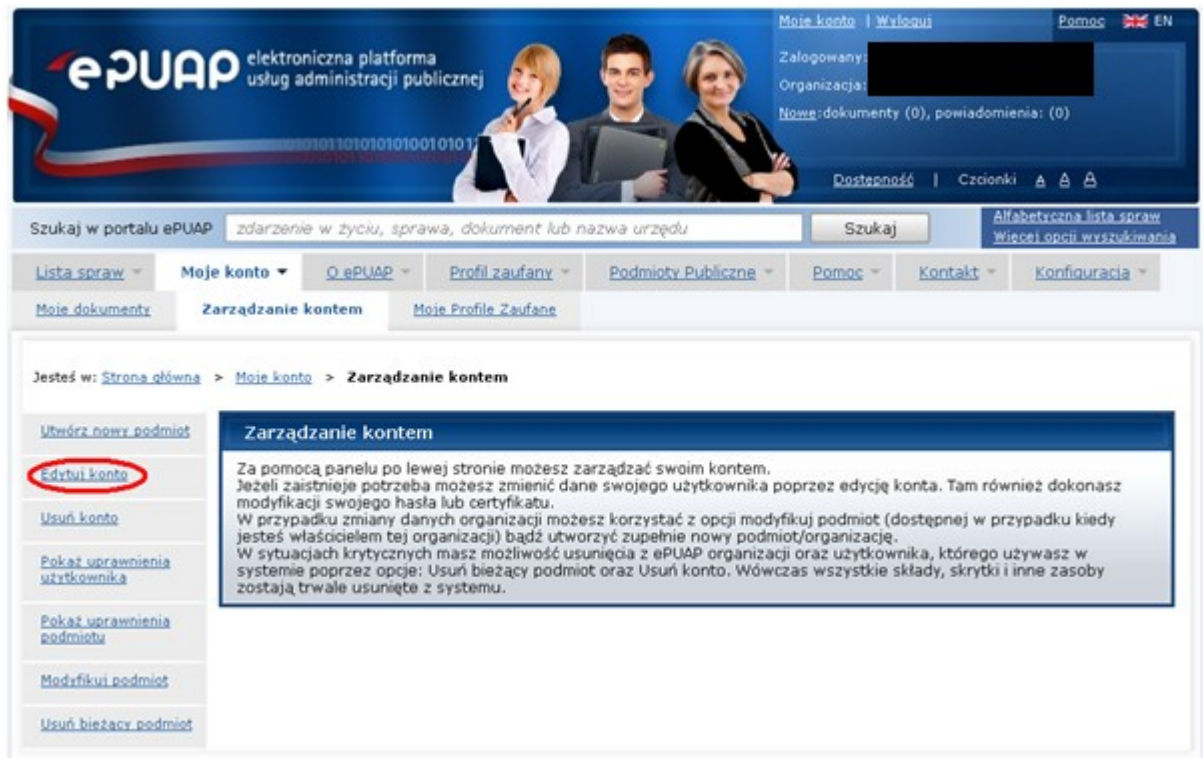 Moje konto | Wyloguj Pomoc EN
ePUAP elektroniczna platforma
usług administracji publicznej
Zalogowany:
Organizacja:
Nowe:dokumenty (0), powiadomienia: (0)
Dostępność | Czcionki A A A
Szukaj w portalu ePUAP zdarzenie w życiu, sprawa, dokument lub nazwa urzędu Szukaj
Alfabetyczna lista spraw
Więcej opcji wyszukiwania
Lista spraw Moje konto O ePUAP Profil zaufany Podmioty Publiczne Pomoc Kontakt Konfiguracja
Moje dokumenty Zarządzanie kontem Moje Profile Zaufane
Jesteś w: Strona główna > Moje konto > Zarządzanie kontem
Utwórz nowy podmiot
Edytuj konto
Usuń konto
Pokaż uprawnienia
użytkownika
Pokaż uprawnienia
podmiotu
Modyfikuj podmiot
Usuń bieżący podmiot
Zarządzanie kontem
Za pomocą panelu po lewej stronie możesz zarządzać swoim kontem.
Jeżeli zaistnieje potrzeba możesz zmienić dane swojego użytkownika poprzez edycję konta. Tam również dokonasz
modyfikacji swojego hasła lub certyfikatu.
W przypadku zmiany danych organizacji możesz korzystać z opcji modyfikuj podmiot (dostępnej w przypadku kiedy
jesteś właścicielem tej organizacji) bądź utworzyć zupełnie nowy podmiot/organizację.
W sytuacjach krytycznych masz możliwość usunięcia z ePUAP organizacji oraz użytkownika, którego używasz w
systemie poprzez opcje: Usuń bieżący podmiot oraz Usuń konto. Wówczas wszystkie składy, skrytki i inne zasoby
zostają trwale usunięte z systemu.